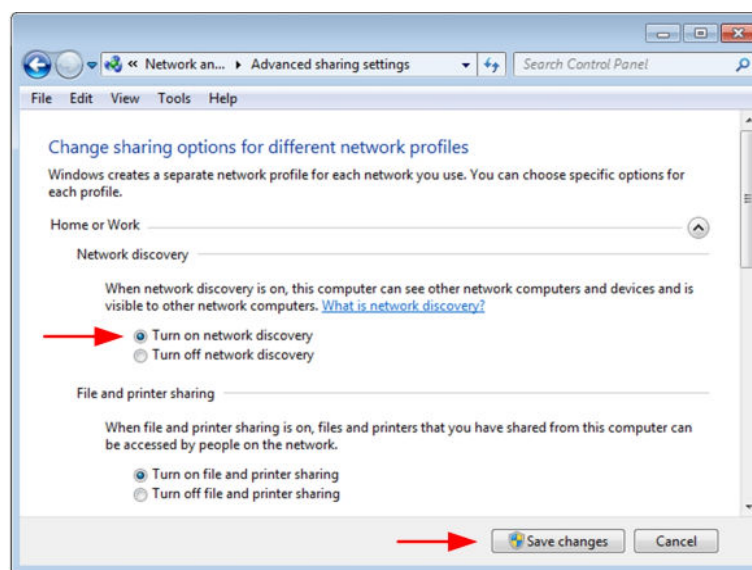 « Network an... ▸ Advanced sharing settings
Search Control Panel
File Edit View Tools Help
Change sharing options for different network profiles
Windows creates a separate network profile for each network you use. You can choose specific options for
each profile.
Home or Work
Network discovery
When network discovery is on, this computer can see other network computers and devices and is
visible to other network computers. What is network discovery?
Turn on network discovery
Turn off network discovery
File and printer sharing
When file and printer sharing is on, files and printers that you have shared from this computer can
be accessed by people on the network.
Turn on file and printer sharing
Turn off file and printer sharing
Save changes Cancel